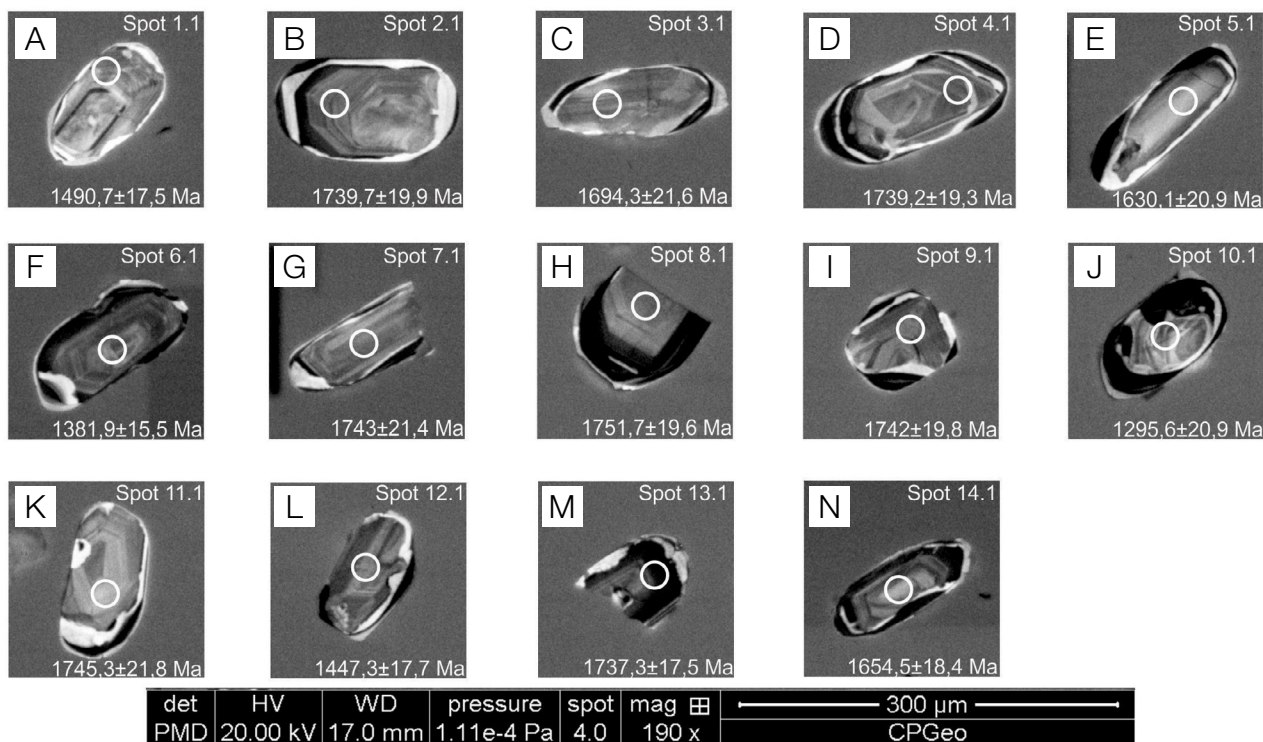 A
Spot 1.1
1490,7±17,5 Ma
B
Spot 2.1
1739,7±19,9 Ma
C
Spot 3.1
1694,3±21,6 Ma
D
Spot 4.1
1739,2±19,3 Ma
E
Spot 5.1
1630,1±20,9 Ma
F
Spot 6.1
1381,9±15,5 Ma
G
Spot 7.1
1743±21,4 Ma
H
Spot 8.1
1751,7±19,6 Ma
I
Spot 9.1
1742±19,8 Ma
J
Spot 10.1
1295,6±20,9 Ma
K
Spot 11.1
1745,3±21,8 Ma
L
Spot 12.1
1447,3±17,7 Ma
M
Spot 13.1
1737,3±17,5 Ma
N
Spot 14.1
1654,5±18,4 Ma
det HV WD pressure spot mag 300 µm
PMD 20.00 kV 17.0 mm 1.11e-4 Pa 4.0 190 x CPGeo